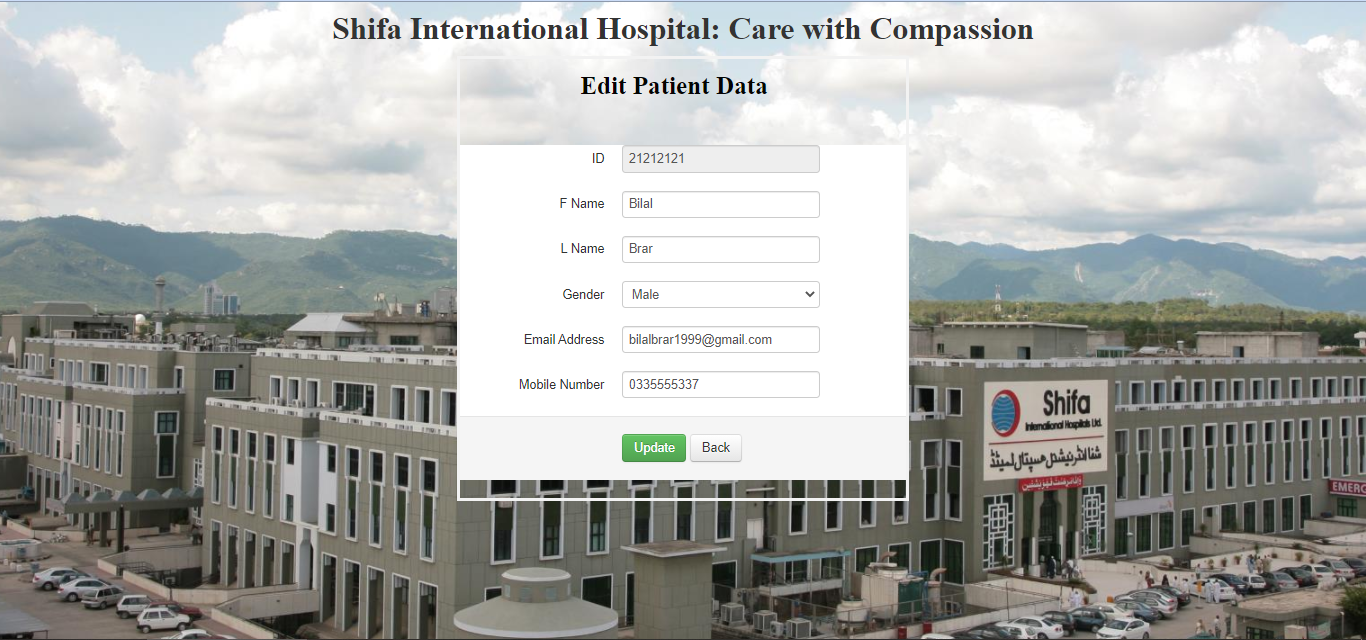 Shifa International Hospital: Care with Compassion
Edit Patient Data
ID 21212121
F Name Bilal
L Name Brar
Gender Male
Email Address bilalbrar1999@gmail.com
Mobile Number 0335555337
Update Back
Shifa
International Hospitals Ltd.
شفا انٹرنیشنل ہسپتال لمیٹڈ
EMERG